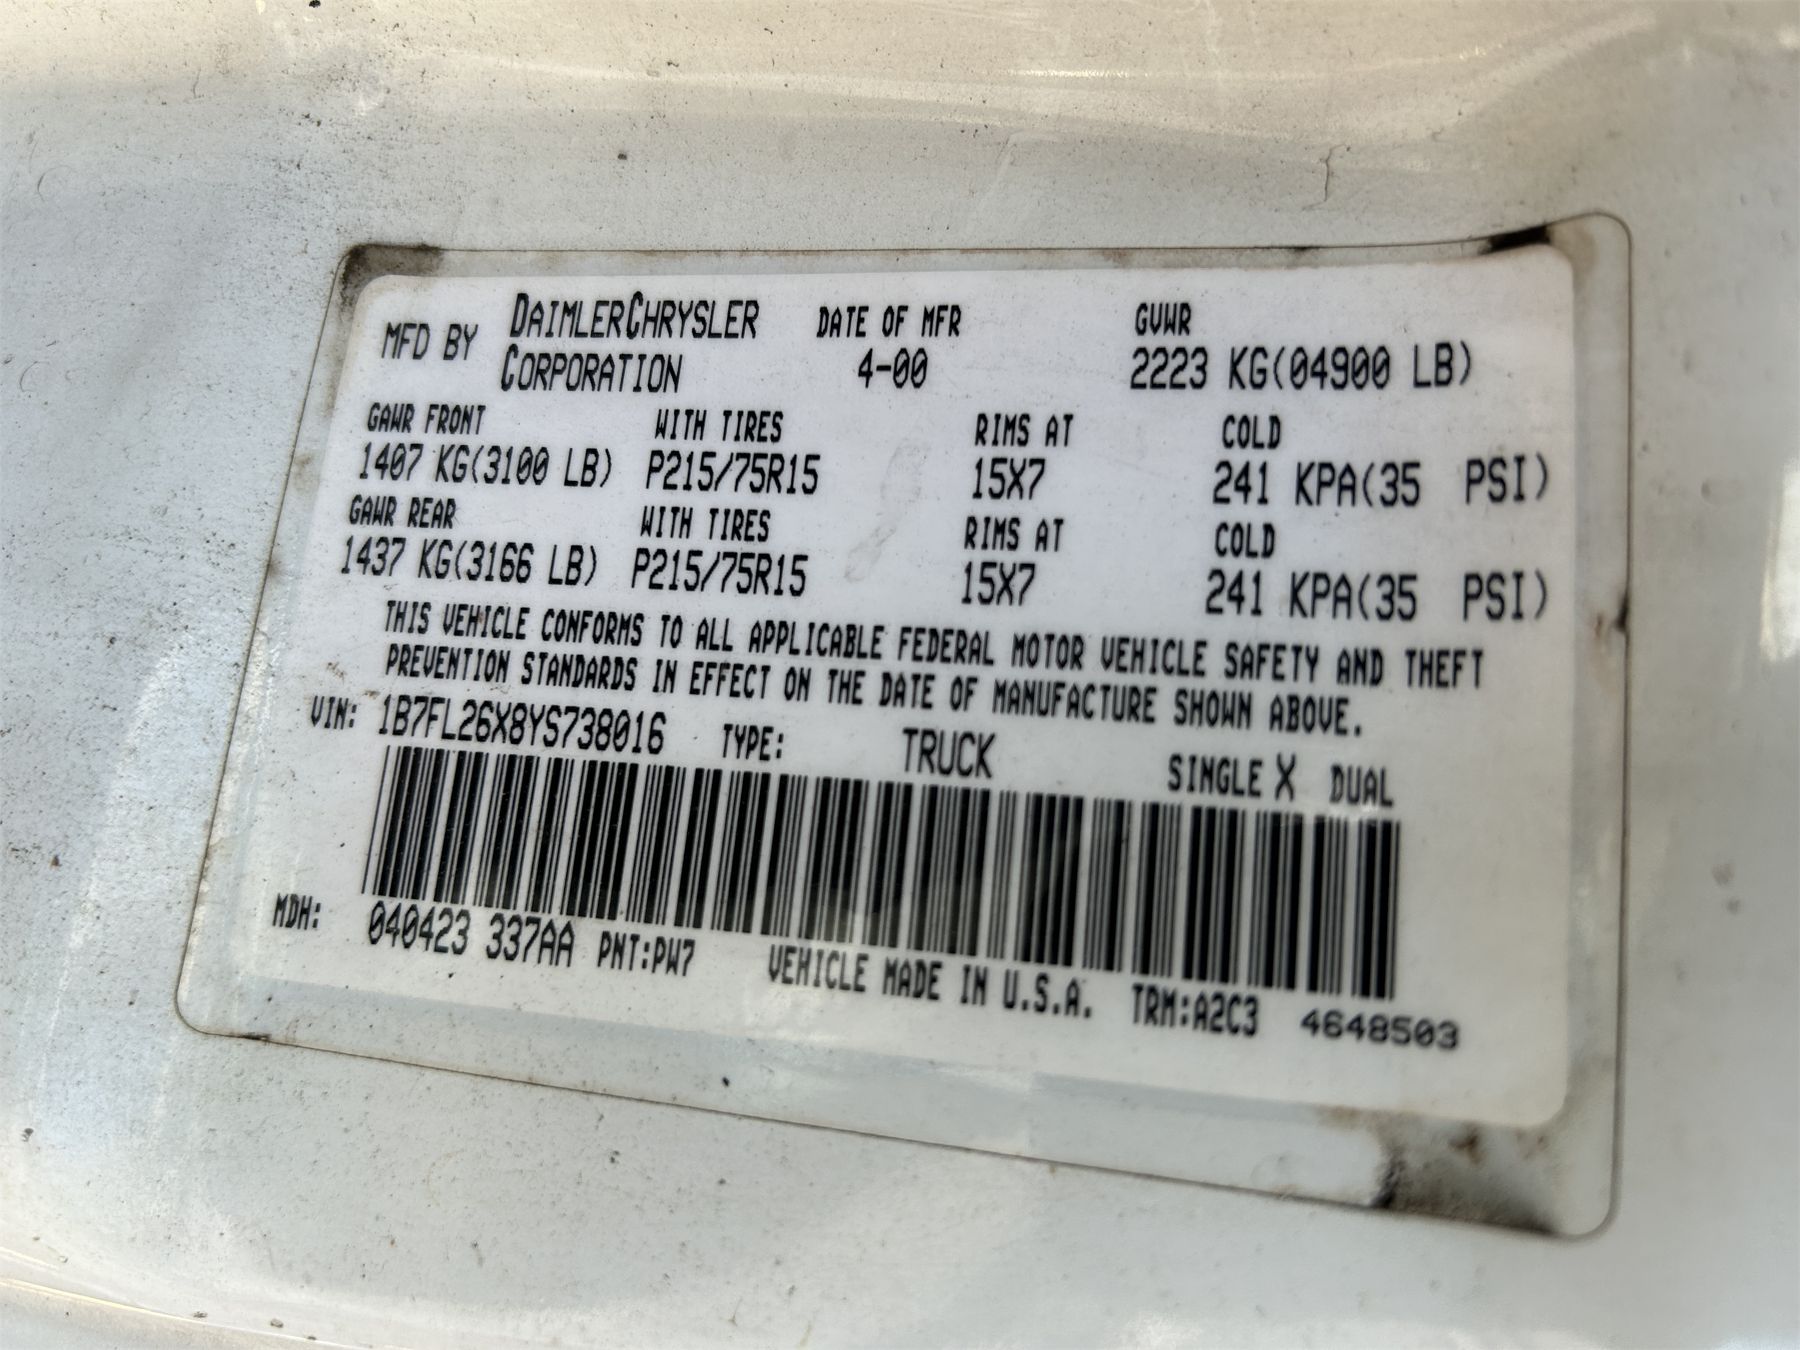 MFD BY DAIMLERCHRYSLER CORPORATION DATE OF MFR 4-00 GVWR 2223 KG(04900 LB)
GAWR FRONT WITH TIRES RIMS AT COLD
1407 KG(3100 LB) P215/75R15 15X7 241 KPA(35 PSI)
GAWR REAR WITH TIRES RIMS AT COLD
1437 KG(3166 LB) P215/75R15 15X7 241 KPA(35 PSI)
THIS VEHICLE CONFORMS TO ALL APPLICABLE FEDERAL MOTOR VEHICLE SAFETY AND THEFT
PREVENTION STANDARDS IN EFFECT ON THE DATE OF MANUFACTURE SHOWN ABOVE.
VIN: 1B7FL26X8YS738016 TYPE: TRUCK SINGLE X DUAL
MDH: 040423 337AA PNT:PW7 VEHICLE MADE IN U.S.A. TRM:A2C3 4648503